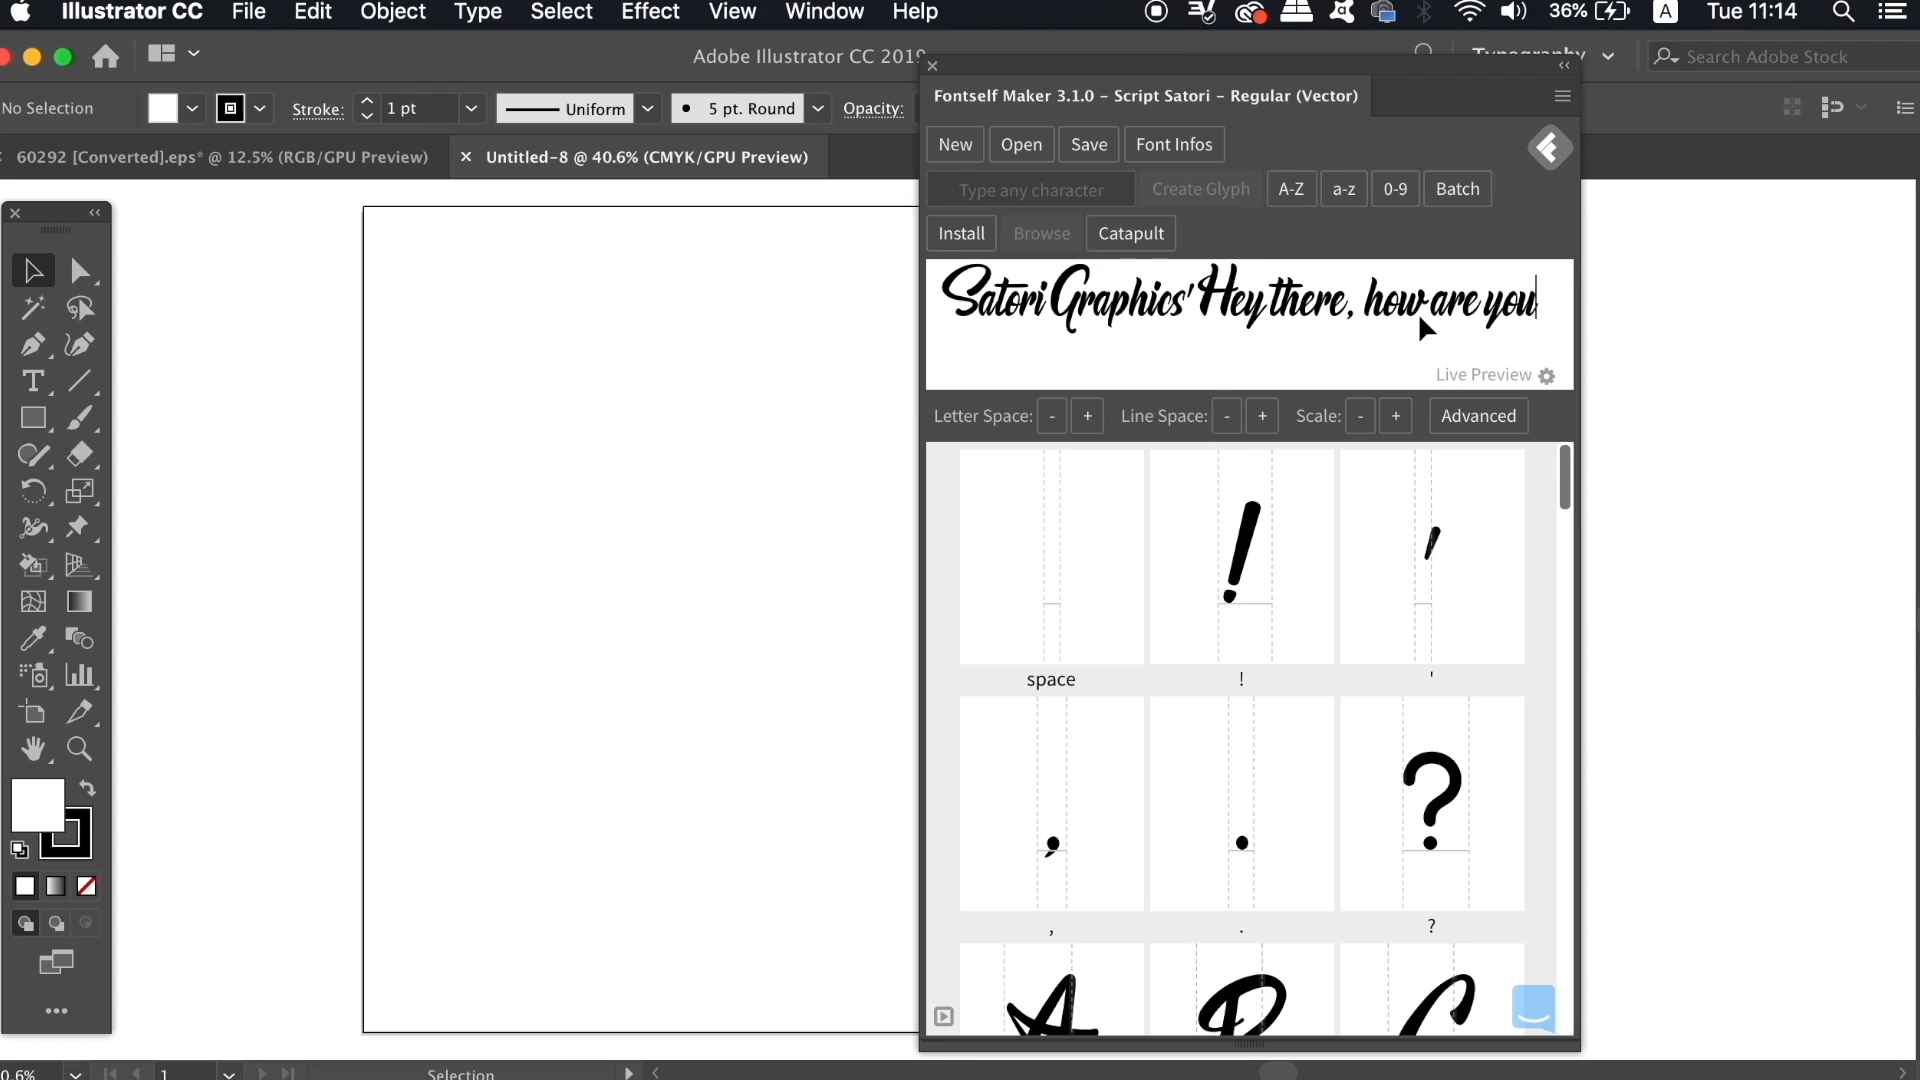 Illustrator CC File Edit Object Type Select Effect View Window Help 36% A Tue 11:14
Adobe Illustrator CC 2019
Typography
Search Adobe Stock
No Selection Stroke: 1 pt Uniform 5 pt. Round Opacity:
60292 [Converted].eps* @ 12.5% (RGB/GPU Preview)
Untitled-8 @ 40.6% (CMYK/GPU Preview)
Fontself Maker 3.1.0 – Script Satori – Regular (Vector)
New Open Save Font Infos
Type any character Create Glyph A-Z a-z 0-9 Batch
Install Browse Catapult
Satori Graphics' Hey there, how are you
Live Preview
Letter Space: - + Line Space: - + Scale: - + Advanced
! '
space ! '
, . ?
, . ?
A B C
0.6% 1 Selection